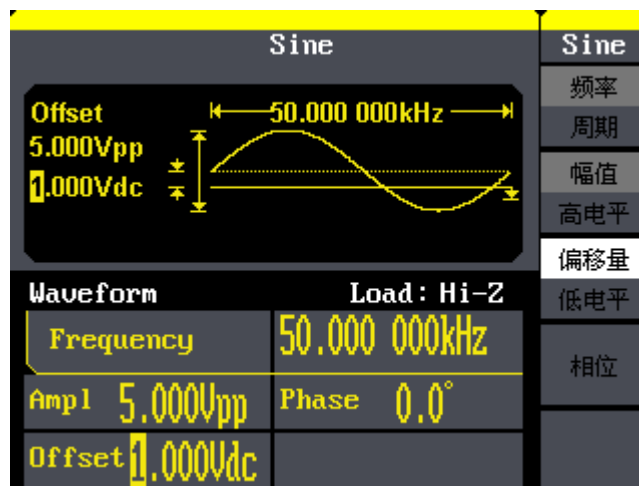 Sine
Sine
Offset
50.000 000kHz
5.000Vpp
1.000Vdc
频率
周期
幅值
高电平
偏移量
低电平
相位
Waveform
Load: Hi-Z
Frequency
50.000 000kHz
Ampl 5.000Vpp
Phase 0.0°
Offset 1.000Vdc